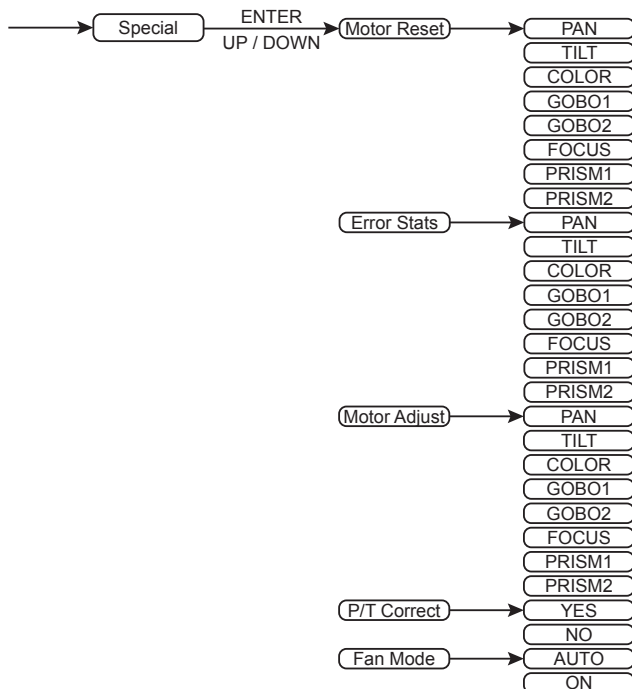 Special
ENTER
UP / DOWN
Motor Reset
PAN
TILT
COLOR
GOBO1
GOBO2
FOCUS
PRISM1
PRISM2
Error Stats
PAN
TILT
COLOR
GOBO1
GOBO2
FOCUS
PRISM1
PRISM2
Motor Adjust
PAN
TILT
COLOR
GOBO1
GOBO2
FOCUS
PRISM1
PRISM2
P/T Correct
YES
NO
Fan Mode
AUTO
ON